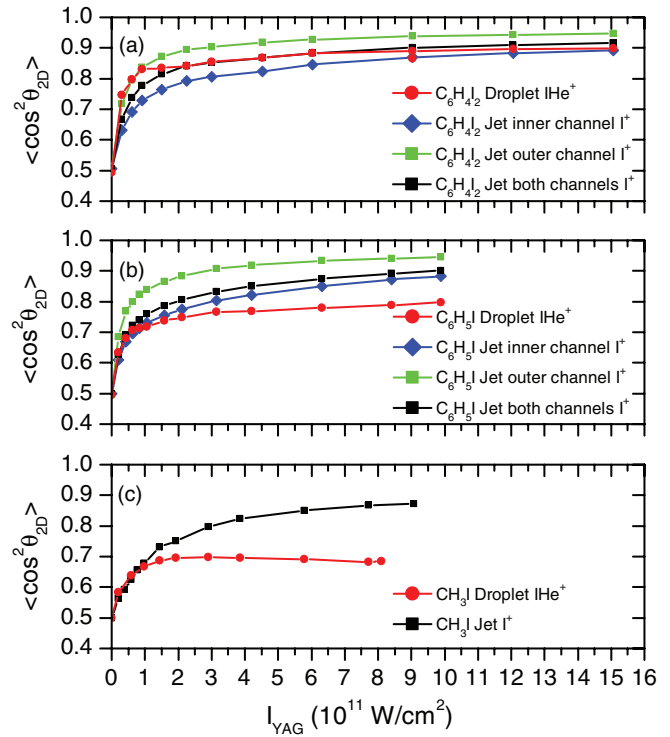 1.0
(a)
0.9
0.8
0.7
0.6
0.5
0.4
<cos²θ₂D>
C₆H₄I₂ Droplet IHe⁺
C₆H₄I₂ Jet inner channel I⁺
C₆H₄I₂ Jet outer channel I⁺
C₆H₄I₂ Jet both channels I⁺
1.0
(b)
0.9
0.8
0.7
0.6
0.5
0.4
<cos²θ₂D>
C₆H₅I Droplet IHe⁺
C₆H₅I Jet inner channel I⁺
C₆H₅I Jet outer channel I⁺
C₆H₅I Jet both channels I⁺
1.0
(c)
0.9
0.8
0.7
0.6
0.5
0.4
<cos²θ₂D>
CH₃I Droplet IHe⁺
CH₃I Jet I⁺
0 1 2 3 4 5 6 7 8 9 10 11 12 13 14 15 16
I_YAG (10¹¹ W/cm²)